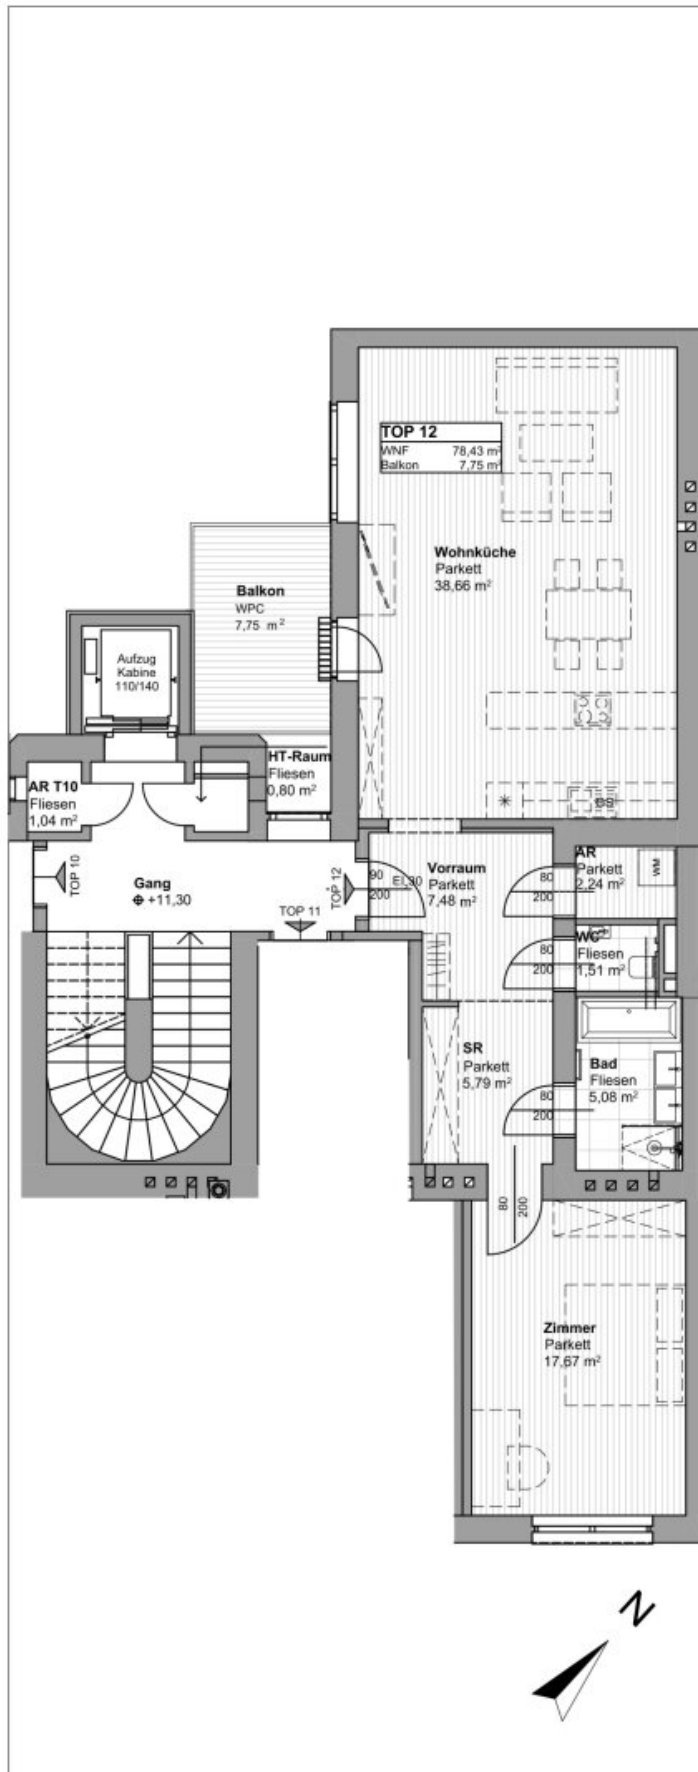 TOP 12
WNF 78,43 m²
Balkon 7,75 m²
Wohnküche
Parkett
38,66 m²
Balkon
WPC
7,75 m²
Aufzug
Kabine
110/140
HT-Raum
Fliesen
0,80 m²
AR T10
Fliesen
1,04 m²
GS
TOP 10
Gang
+11,30
TOP 12
TOP 11
90
200
EI 30
Vorraum
Parkett
7,48 m²
80
200
AR
Parkett
2,24 m²
WM
80
200
WC
Fliesen
1,51 m²
SR
Parkett
5,79 m²
80
200
Bad
Fliesen
5,08 m²
80
200
Zimmer
Parkett
17,67 m²
N